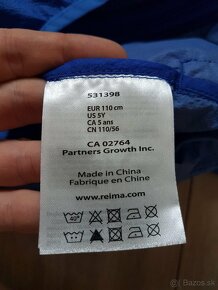 531398
EUR 110 cm
US 5Y
CA 5 ans
CN 110/56
CA 02764
Partners Growth Inc.
Made in China
Fabrique en Chine
www.reima.com
40°
bazos.sk